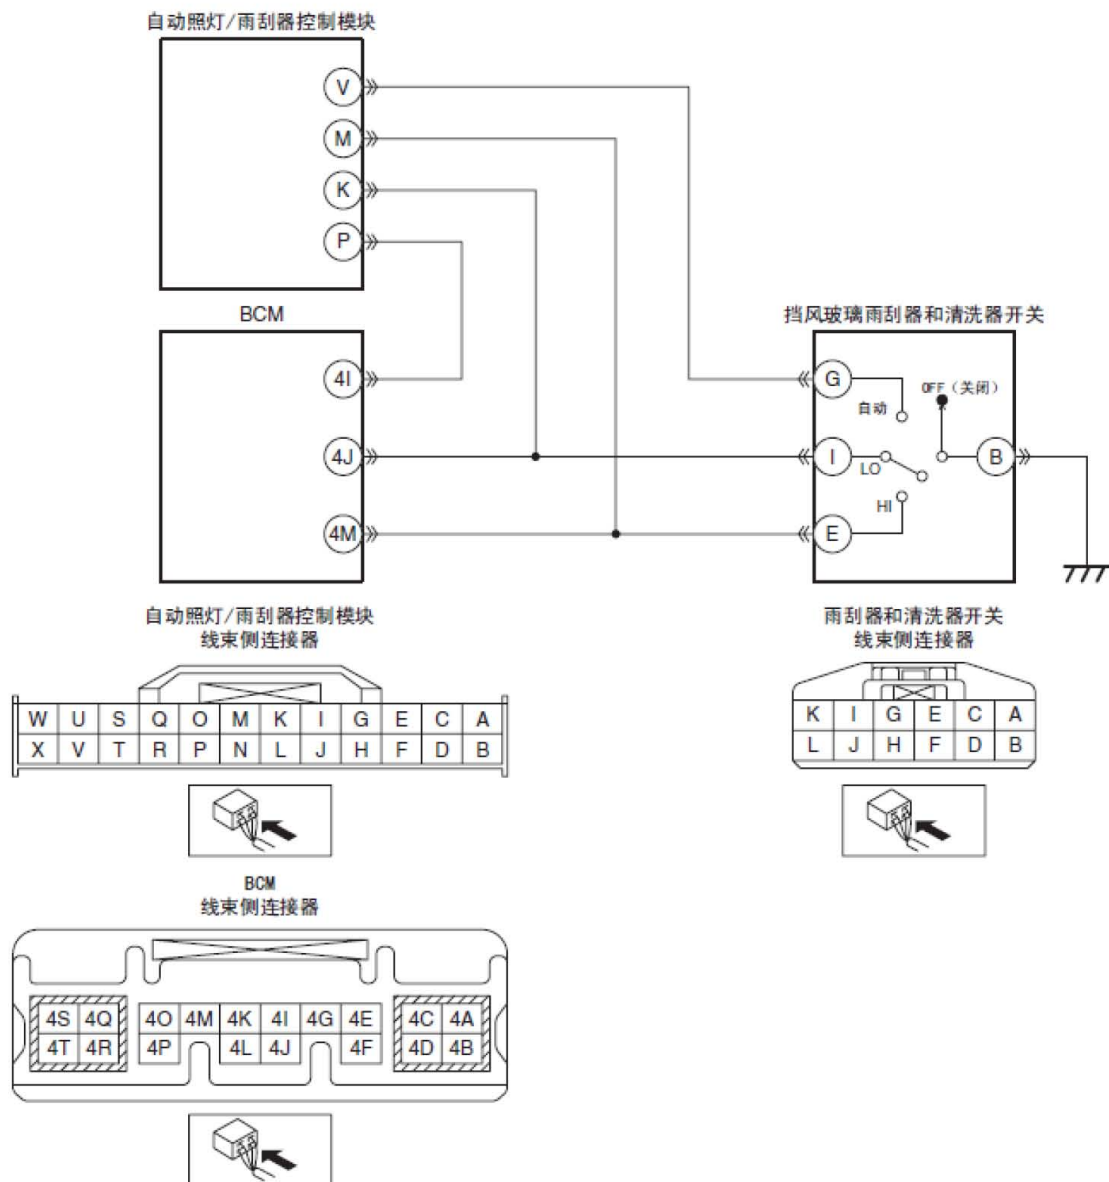 自动照灯/雨刮器控制模块
V
M
K
P
BCM
4I
4J
4M
挡风玻璃雨刮器和清洗器开关
G
自动
OFF（关闭）
I
LO
B
HI
E
自动照灯/雨刮器控制模块
线束侧连接器
W U S Q O M K I G E C A
X V T R P N L J H F D B
雨刮器和清洗器开关
线束侧连接器
K I G E C A
L J H F D B
BCM
线束侧连接器
4S 4Q 4O 4M 4K 4I 4G 4E 4C 4A
4T 4R 4P 4L 4J 4F 4D 4B